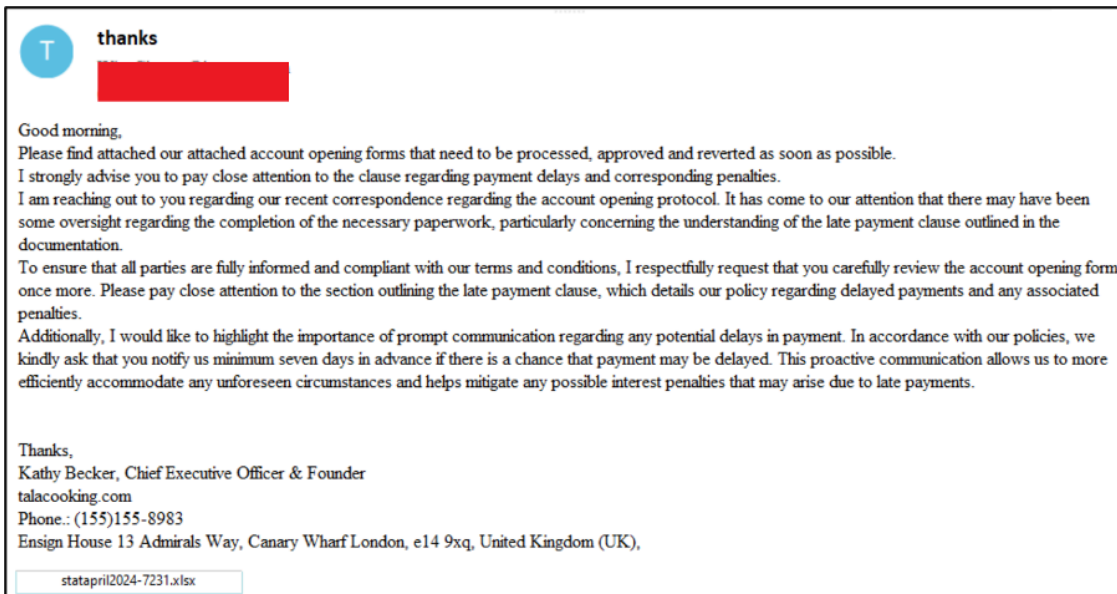 T
thanks
Good morning,
Please find attached our attached account opening forms that need to be processed, approved and reverted as soon as possible.
I strongly advise you to pay close attention to the clause regarding payment delays and corresponding penalties.
I am reaching out to you regarding our recent correspondence regarding the account opening protocol. It has come to our attention that there may have been
some oversight regarding the completion of the necessary paperwork, particularly concerning the understanding of the late payment clause outlined in the
documentation.
To ensure that all parties are fully informed and compliant with our terms and conditions, I respectfully request that you carefully review the account opening form
once more. Please pay close attention to the section outlining the late payment clause, which details our policy regarding delayed payments and any associated
penalties.
Additionally, I would like to highlight the importance of prompt communication regarding any potential delays in payment. In accordance with our policies, we
kindly ask that you notify us minimum seven days in advance if there is a chance that payment may be delayed. This proactive communication allows us to more
efficiently accommodate any unforeseen circumstances and helps mitigate any possible interest penalties that may arise due to late payments.
Thanks,
Kathy Becker, Chief Executive Officer & Founder
talacooking.com
Phone.: (155)155-8983
Ensign House 13 Admirals Way, Canary Wharf London, e14 9xq, United Kingdom (UK),
statapril2024-7231.xlsx